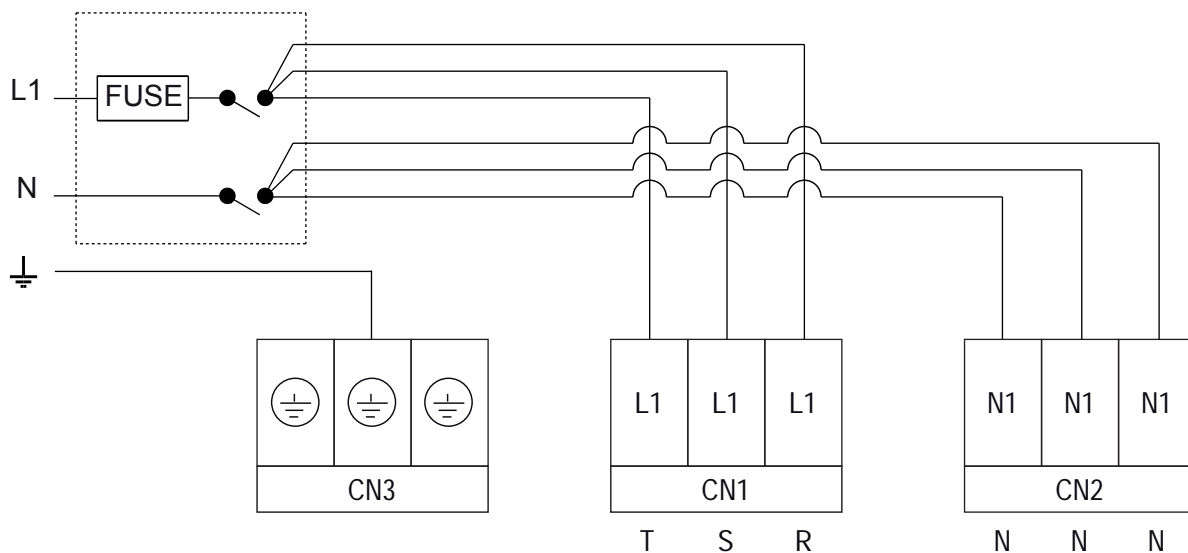 L1
FUSE
N
L1 L1 L1
N1 N1 N1
CN3
CN1
CN2
T S R
N N N